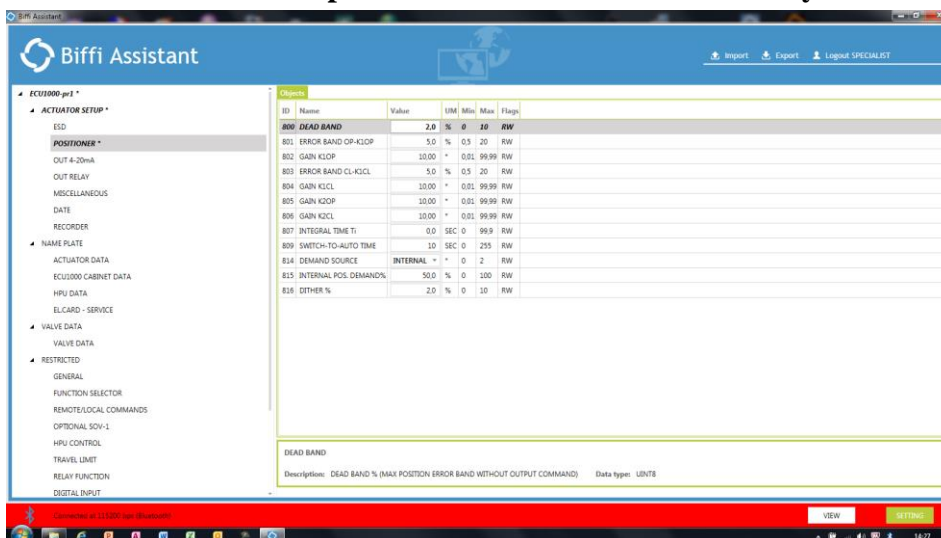 Biffi Assistant
Biffi Assistant
Import Export Logout SPECIALIST
ECU1000-pr1 *
ACTUATOR SETUP *
ESD
POSITIONER *
OUT 4-20mA
OUT RELAY
MISCELLANEOUS
DATE
RECORDER
NAME PLATE
ACTUATOR DATA
ECU1000 CABINET DATA
HPU DATA
EL.CARD - SERVICE
VALVE DATA
VALVE DATA
RESTRICTED
GENERAL
FUNCTION SELECTOR
REMOTE/LOCAL COMMANDS
OPTIONAL SOV-1
HPU CONTROL
TRAVEL LIMIT
RELAY FUNCTION
DIGITAL INPUT
Objects
ID Name Value UM Min Max Flags
800 DEAD BAND 2,0 % 0 10 RW
801 ERROR BAND OP-K1OP 5,0 % 0,5 20 RW
802 GAIN K1OP 10,00 * 0,01 99,99 RW
803 ERROR BAND CL-K1CL 5,0 % 0,5 20 RW
804 GAIN K1CL 10,00 * 0,01 99,99 RW
805 GAIN K2OP 10,00 * 0,01 99,99 RW
806 GAIN K2CL 10,00 * 0,01 99,99 RW
807 INTEGRAL TIME Ti 0,0 SEC 0 99,9 RW
809 SWITCH-TO-AUTO TIME 10 SEC 0 255 RW
814 DEMAND SOURCE INTERNAL * 0 2 RW
815 INTERNAL POS. DEMAND% 50,0 % 0 100 RW
816 DITHER % 2,0 % 0 10 RW
DEAD BAND
Description: DEAD BAND % (MAX POSITION ERROR BAND WITHOUT OUTPUT COMMAND) Data type: UINT8
Connected at 115200 bps (Bluetooth)
VIEW SETTING
14:27